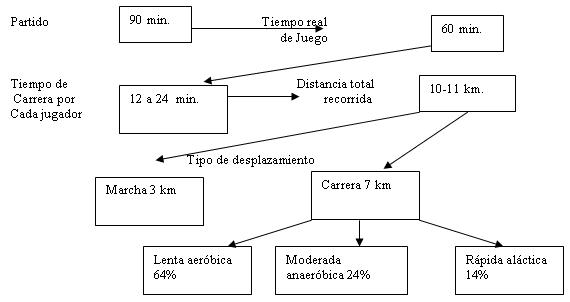 Partido
90 min.
Tiempo real
de Juego
60 min.
Tiempo de
Carrera por
Cada jugador
12 a 24 min.
Distancia total
recorrida
10-11 km.
Tipo de desplazamiento
Marcha 3 km
Carrera 7 km
Lenta aeróbica
64%
Moderada
anaeróbica 24%
Rápida aláctica
14%